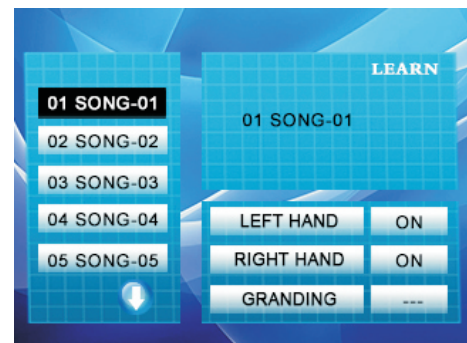 01 SONG-01
02 SONG-02
03 SONG-03
04 SONG-04
05 SONG-05
LEARN
01 SONG-01
LEFT HAND ON
RIGHT HAND ON
GRANDING ---